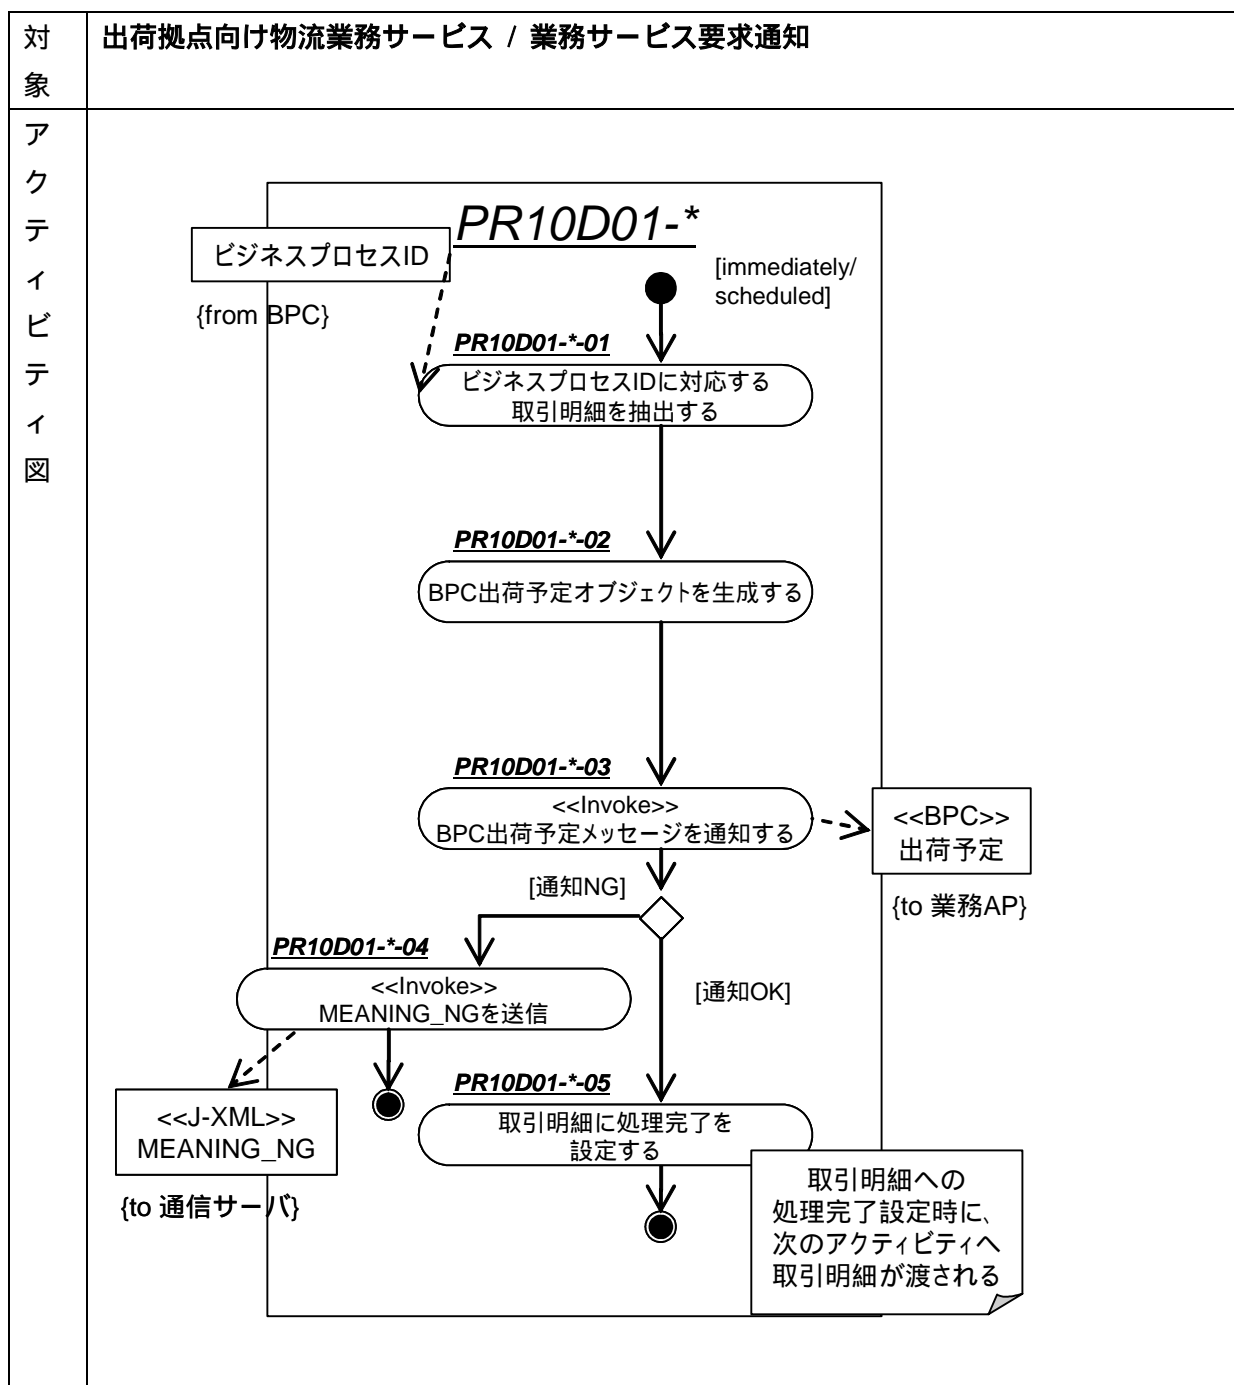 対
象
出荷拠点向け物流業務サービス / 業務サービス要求通知
ア
ク
テ
ィ
ビ
テ
ィ
図
PR10D01-*
ビジネスプロセスID
{from BPC}
[immediately/
scheduled]
PR10D01-*-01
ビジネスプロセスIDに対応する
取引明細を抽出する
PR10D01-*-02
BPC出荷予定オブジェクトを生成する
PR10D01-*-03
<<Invoke>>
BPC出荷予定メッセージを通知する
<<BPC>>
出荷予定
{to 業務AP}
[通知NG]
PR10D01-*-04
<<Invoke>>
MEANING_NGを送信
[通知OK]
<<J-XML>>
MEANING_NG
{to 通信サーバ}
PR10D01-*-05
取引明細に処理完了を
設定する
取引明細への
処理完了設定時に、
次のアクティビティへ
取引明細が渡される